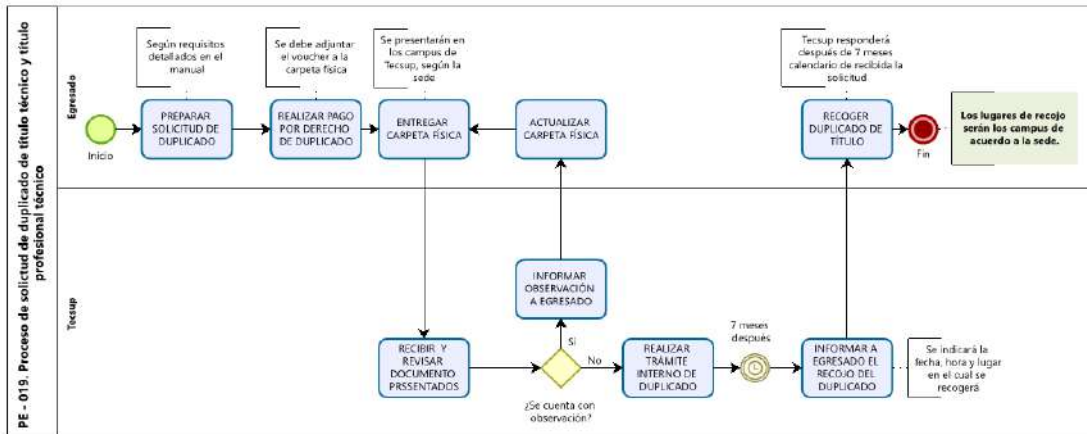 PE - 019. Proceso de solicitud de duplicado de título técnico y título
profesional técnico
Egresado
Según requisitos
detallados en el
manual
Se debe adjuntar
el voucher a la
carpeta física
Se presentarán en
los campus de
Tecsup, según la
sede
Tecsup responderá
después de 7 meses
calendario de recibida la
solicitud
Inicio
PREPARAR
SOLICITUD DE
DUPLICADO
REALIZAR PAGO
POR DERECHO
DE DUPLICADO
ENTREGAR
CARPETA FÍSICA
ACTUALIZAR
CARPETA FÍSICA
RECOGER
DUPLICADO DE
TÍTULO
Fin
Los lugares de recojo
serán los campus de
acuerdo a la sede.
Tecsup
INFORMAR
OBSERVACIÓN
A EGRESADO
Si
No
7 meses
después
RECIBIR Y
REVISAR
DOCUMENTO
PRSSENTADOS
¿Se cuenta con
observación?
REALIZAR
TRÁMITE
INTERNO DE
DUPLICADO
INFORMAR A
EGRESADO EL
RECOJO DEL
DUPLICADO
Se indicará la
fecha, hora y lugar
en el cual se
recogerá